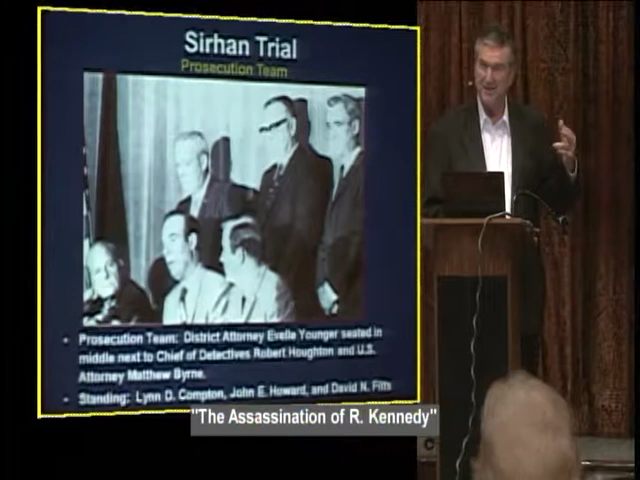 Sirhan Trial
Prosecution Team
• Prosecution Team: District Attorney Evelle Younger seated in
middle next to Chief of Detectives Robert Houghton and U.S.
Attorney Matthew Byrne.
• Standing: Lynn D. Compton, John E. Howard, and David N. Fitts
"The Assassination of R. Kennedy"